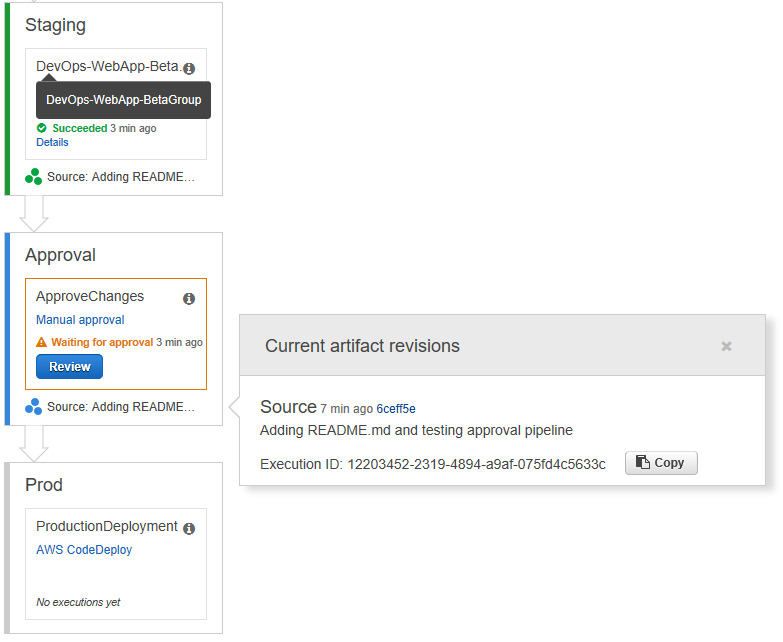 Staging
DevOps-WebApp-Beta.
DevOps-WebApp-BetaGroup
Succeeded 3 min ago
Details
Source: Adding README…
Approval
ApproveChanges
Manual approval
Waiting for approval 3 min ago
Review
Source: Adding README…
Current artifact revisions
Source 7 min ago 6ceff5e
Adding README.md and testing approval pipeline
Execution ID: 12203452-2319-4894-a9af-075fd4c5633c
Copy
Prod
ProductionDeployment
AWS CodeDeploy
No executions yet